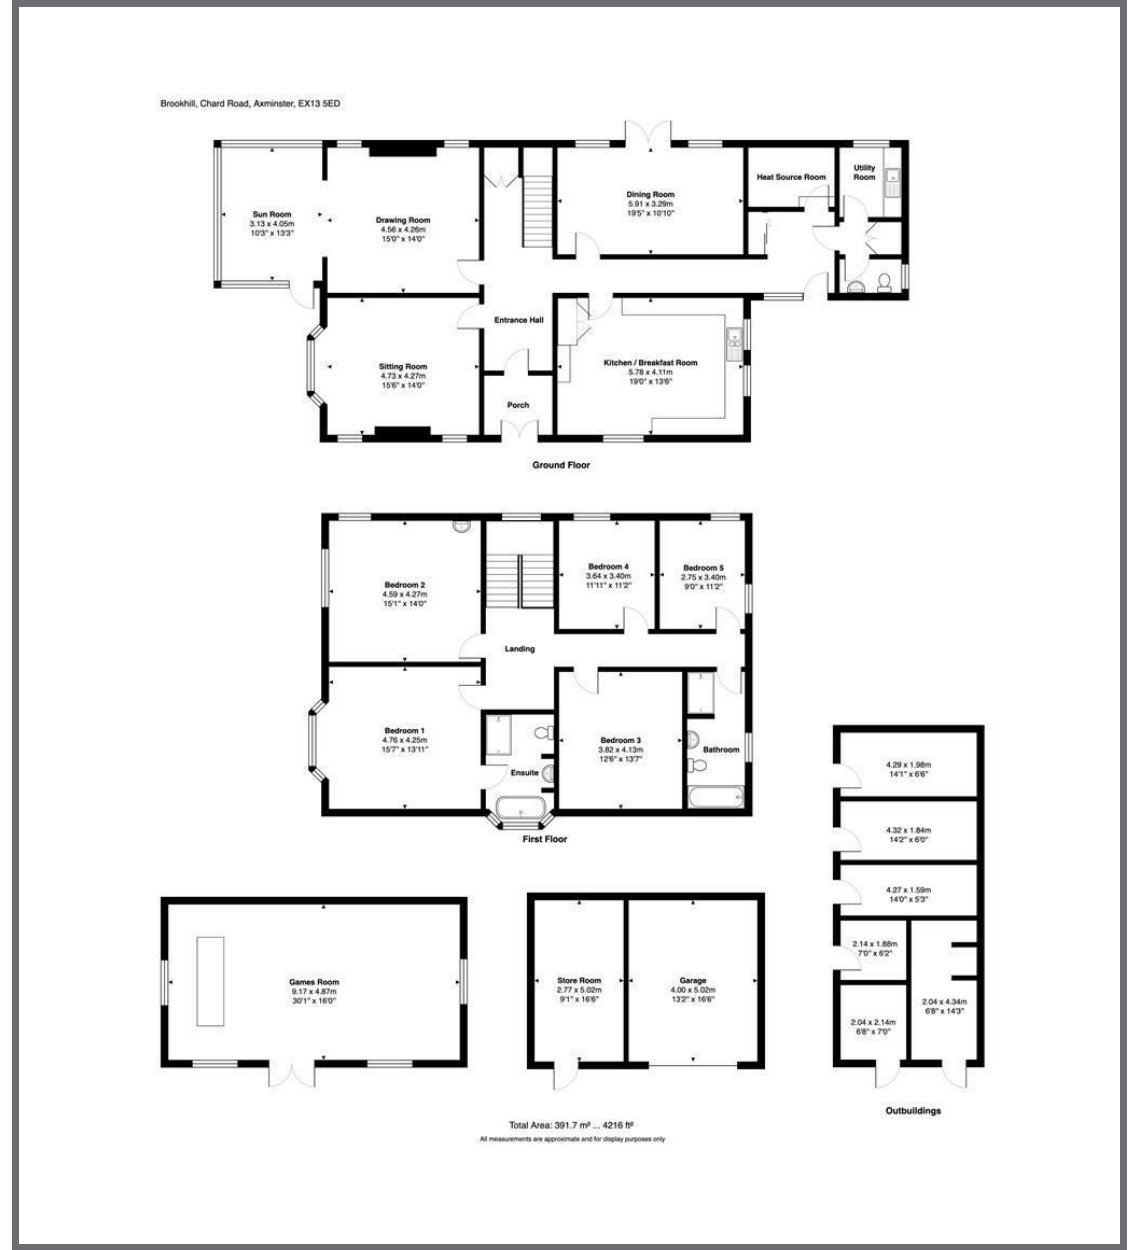 Brookhill, Chard Road, Axminster, EX13 5ED
Sun Room
3.13 x 4.05m
10'3" x 13'3"
Drawing Room
4.56 x 4.26m
15'0" x 14'0"
Dining Room
5.91 x 3.29m
19'5" x 10'10"
Heat Source Room
Utility
Room
Entrance Hall
Sitting Room
4.73 x 4.27m
15'6" x 14'0"
Kitchen / Breakfast Room
5.78 x 4.11m
19'0" x 13'6"
Porch
Ground Floor
Bedroom 2
4.59 x 4.27m
15'1" x 14'0"
Bedroom 4
3.64 x 3.40m
11'11" x 11'2"
Bedroom 5
2.75 x 3.40m
9'0" x 11'2"
Landing
Bedroom 1
4.76 x 4.25m
15'7" x 13'11"
Ensuite
Bedroom 3
3.82 x 4.13m
12'6" x 13'7"
Bathroom
First Floor
4.29 x 1.98m
14'1" x 6'6"
4.32 x 1.84m
14'2" x 6'0"
4.27 x 1.59m
14'0" x 5'3"
2.14 x 1.88m
7'0" x 6'2"
2.04 x 4.34m
6'8" x 14'3"
2.04 x 2.14m
6'8" x 7'0"
Outbuildings
Games Room
9.17 x 4.87m
30'1" x 16'0"
Store Room
2.77 x 5.02m
9'1" x 16'6"
Garage
4.00 x 5.02m
13'2" x 16'6"
Total Area: 391.7 m² ... 4216 ft²
All measurements are approximate and for display purposes only